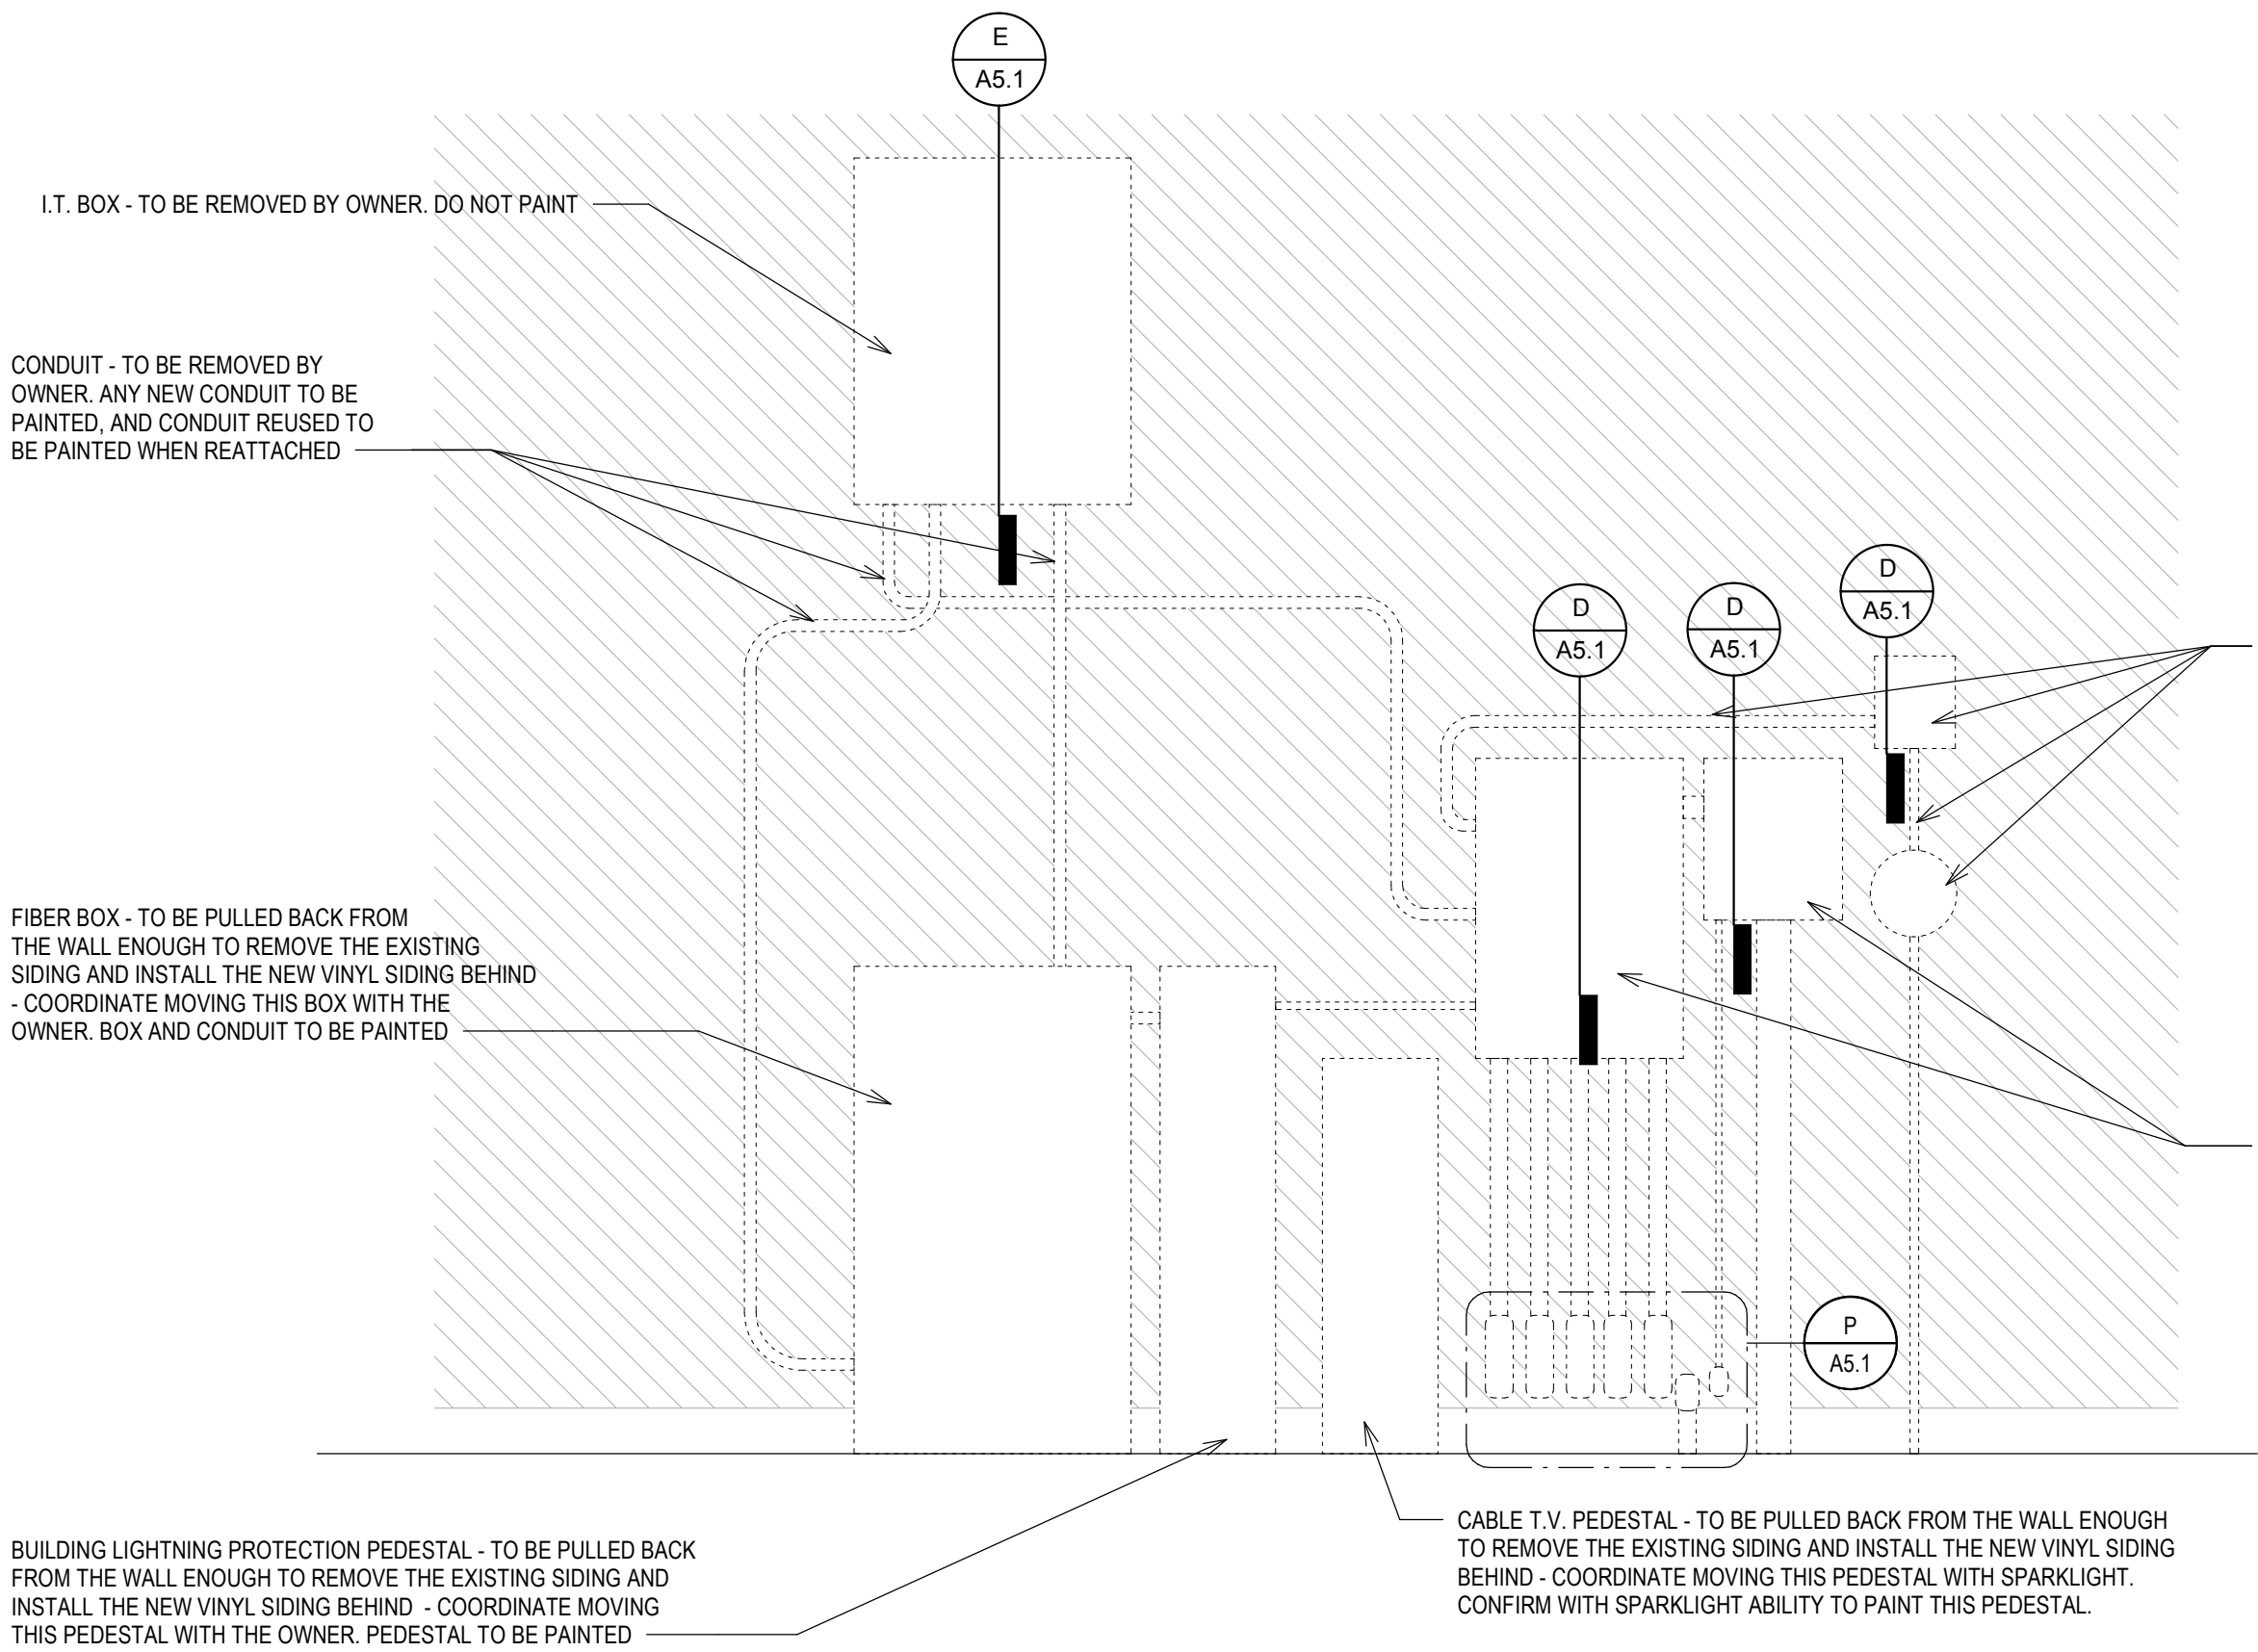 E
A5.1
I.T. BOX - TO BE REMOVED BY OWNER. DO NOT PAINT
CONDUIT - TO BE REMOVED BY
OWNER. ANY NEW CONDUIT TO BE
PAINTED, AND CONDUIT REUSED TO
BE PAINTED WHEN REATTACHED
D
A5.1
D
A5.1
D
A5.1
FIBER BOX - TO BE PULLED BACK FROM
THE WALL ENOUGH TO REMOVE THE EXISTING
SIDING AND INSTALL THE NEW VINYL SIDING BEHIND
- COORDINATE MOVING THIS BOX WITH THE
OWNER. BOX AND CONDUIT TO BE PAINTED
P
A5.1
BUILDING LIGHTNING PROTECTION PEDESTAL - TO BE PULLED BACK
FROM THE WALL ENOUGH TO REMOVE THE EXISTING SIDING AND
INSTALL THE NEW VINYL SIDING BEHIND - COORDINATE MOVING
THIS PEDESTAL WITH THE OWNER. PEDESTAL TO BE PAINTED
CABLE T.V. PEDESTAL - TO BE PULLED BACK FROM THE WALL ENOUGH
TO REMOVE THE EXISTING SIDING AND INSTALL THE NEW VINYL SIDING
BEHIND - COORDINATE MOVING THIS PEDESTAL WITH SPARKLIGHT.
CONFIRM WITH SPARKLIGHT ABILITY TO PAINT THIS PEDESTAL.